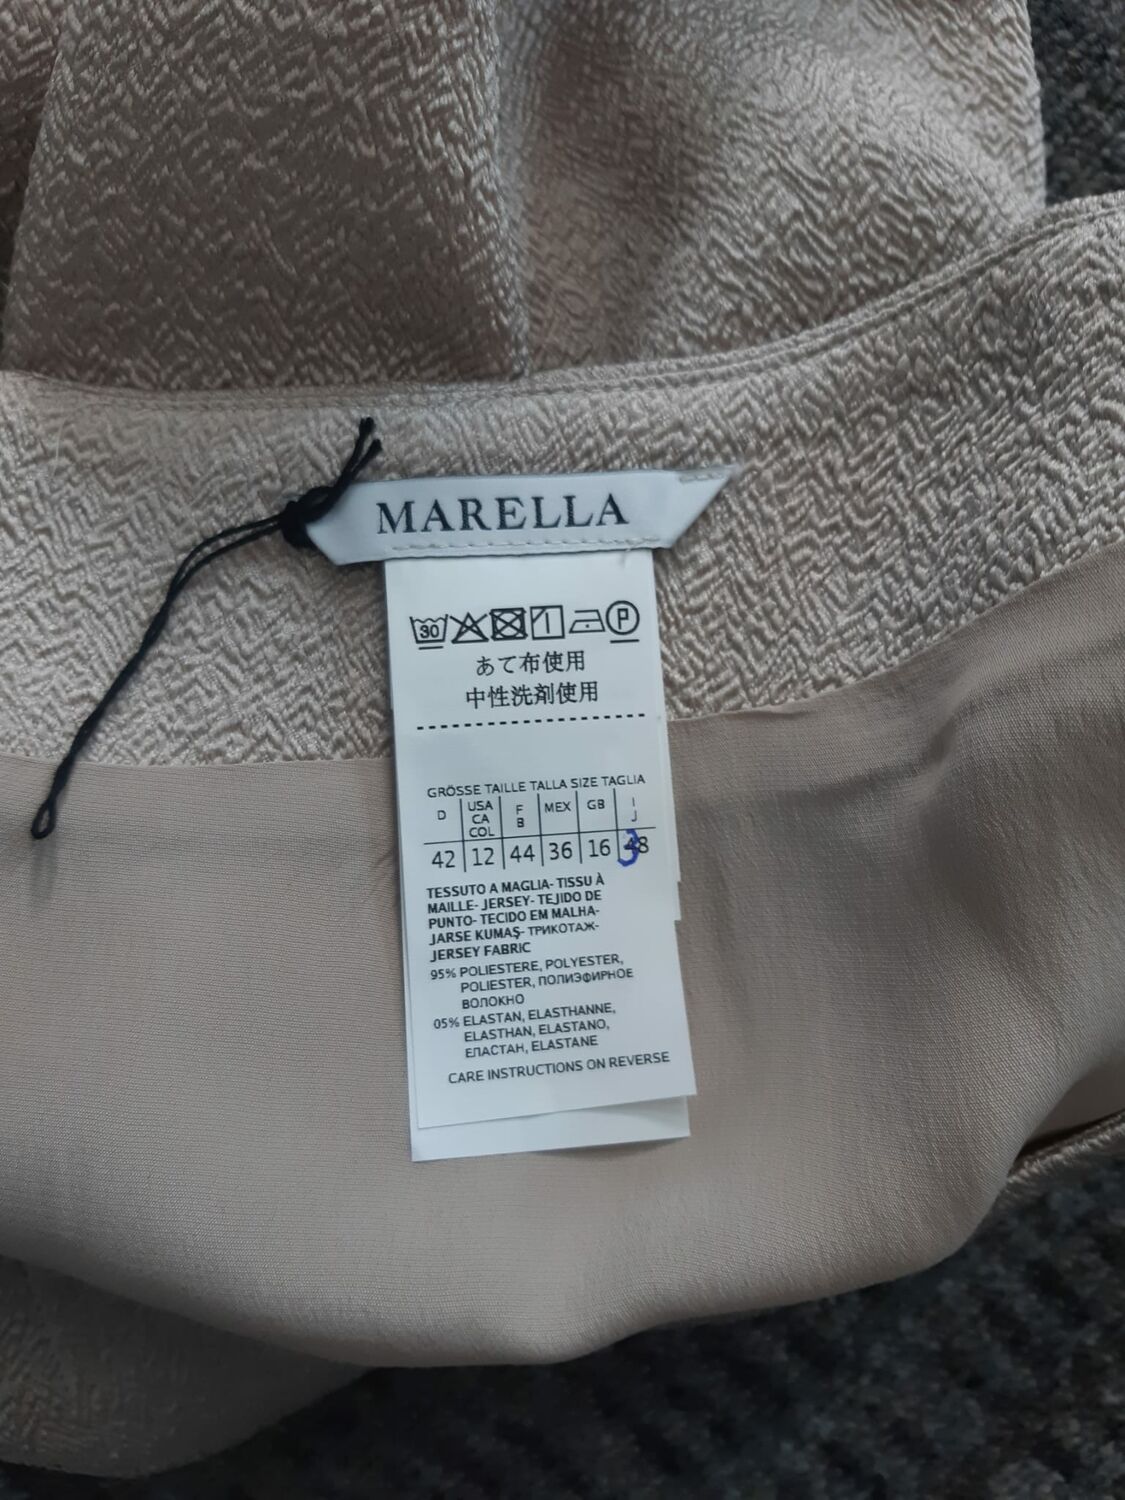 MARELLA
30
P
あて布使用
中性洗剤使用
GRÖSSE TAILLE TALLA SIZE TAGLIA
D | USA CA COL | F B | MEX | GB | I J
42 | 12 | 44 | 36 | 16 | 48
3
TESSUTO A MAGLIA- TISSU À
MAILLE- JERSEY- TEJIDO DE
PUNTO- TECIDO EM MALHA-
JARSE KUMAŞ- ТРИКОТАЖ-
JERSEY FABRIC
95% POLIESTERE, POLYESTER,
POLIESTER, ПОЛИЭФИРНОЕ
ВОЛОКНО
05% ELASTAN, ELASTHANNE,
ELASTHAN, ELASTANO,
ЕЛАСТАН, ELASTANE
CARE INSTRUCTIONS ON REVERSE